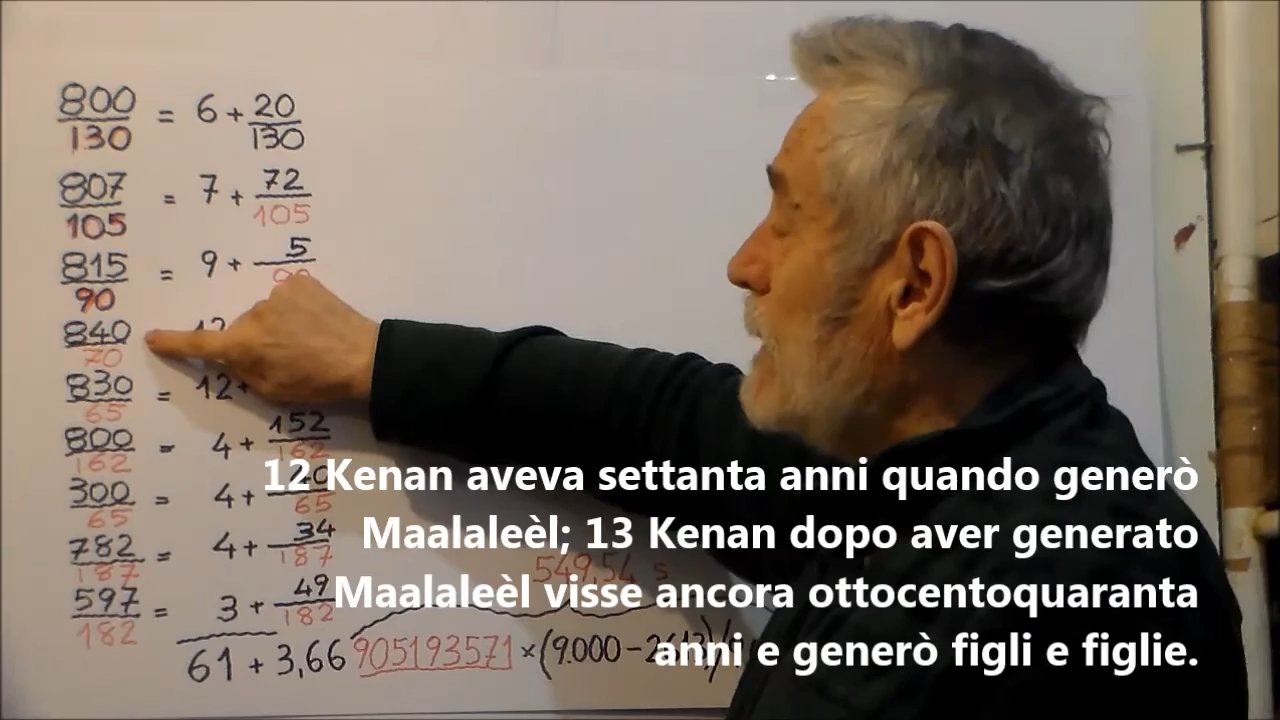 800/130 = 6 + 20/130
807/105 = 7 + 72/105
815/90 = 9 + 5/90
840/70 12
830/65 = 12+
800/162 = 4 + 152/162
300/65 = 4 + /65
782/187 = 4 + 34/187
597/182 = 3 + 49/182
549,54 s
61 + 3,66 905193571 × (9.000 - 
12 Kenan aveva settanta anni quando generò
Maalaleèl; 13 Kenan dopo aver generato
Maalaleèl visse ancora ottocentoquaranta
anni e generò figli e figlie.